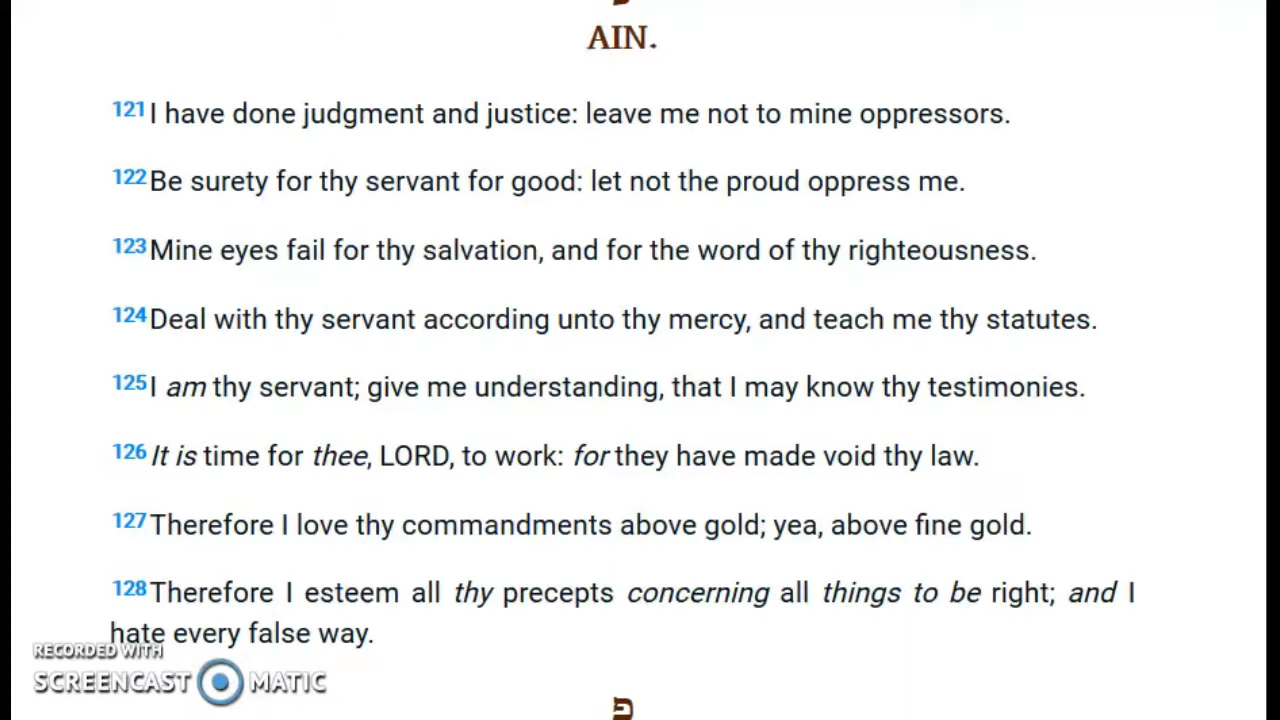 AIN.
121 I have done judgment and justice: leave me not to mine oppressors.
122 Be surety for thy servant for good: let not the proud oppress me.
123 Mine eyes fail for thy salvation, and for the word of thy righteousness.
124 Deal with thy servant according unto thy mercy, and teach me thy statutes.
125 I am thy servant; give me understanding, that I may know thy testimonies.
126 It is time for thee, LORD, to work: for they have made void thy law.
127 Therefore I love thy commandments above gold; yea, above fine gold.
128 Therefore I esteem all thy precepts concerning all things to be right; and I
hate every false way.
RECORDED WITH
SCREENCAST MATIC
פ